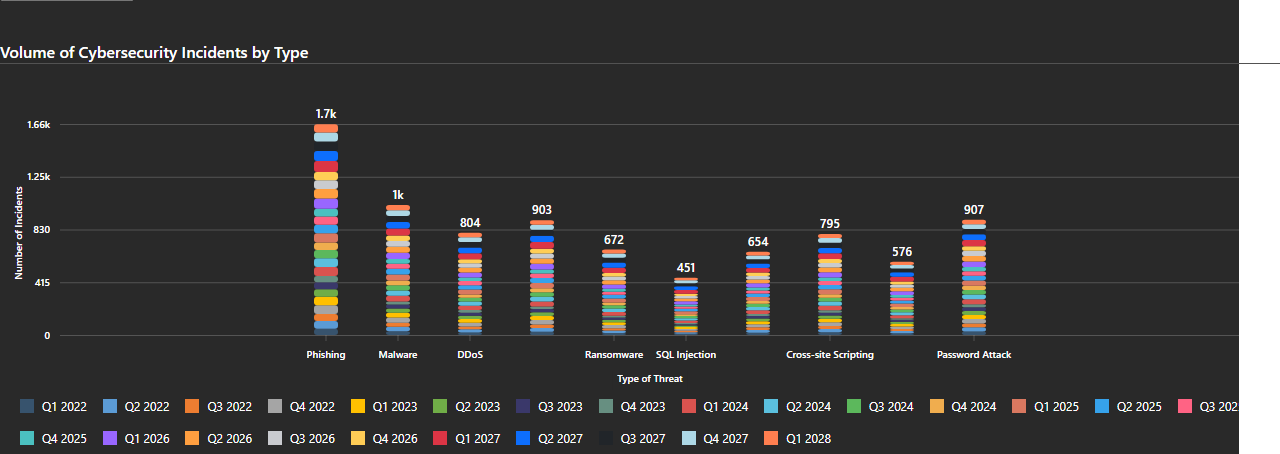 Volume of Cybersecurity Incidents by Type
1.7k
1.66k
1k
1.25k
903
907
804
795
830
672
654
576
451
415
0
Number of Incidents
Phishing Malware DDoS Ransomware SQL Injection Cross-site Scripting Password Attack
Type of Threat
Q1 2022 Q2 2022 Q3 2022 Q4 2022 Q1 2023 Q2 2023 Q3 2023 Q4 2023 Q1 2024 Q2 2024 Q3 2024 Q4 2024 Q1 2025 Q2 2025 Q3 202
Q4 2025 Q1 2026 Q2 2026 Q3 2026 Q4 2026 Q1 2027 Q2 2027 Q3 2027 Q4 2027 Q1 2028